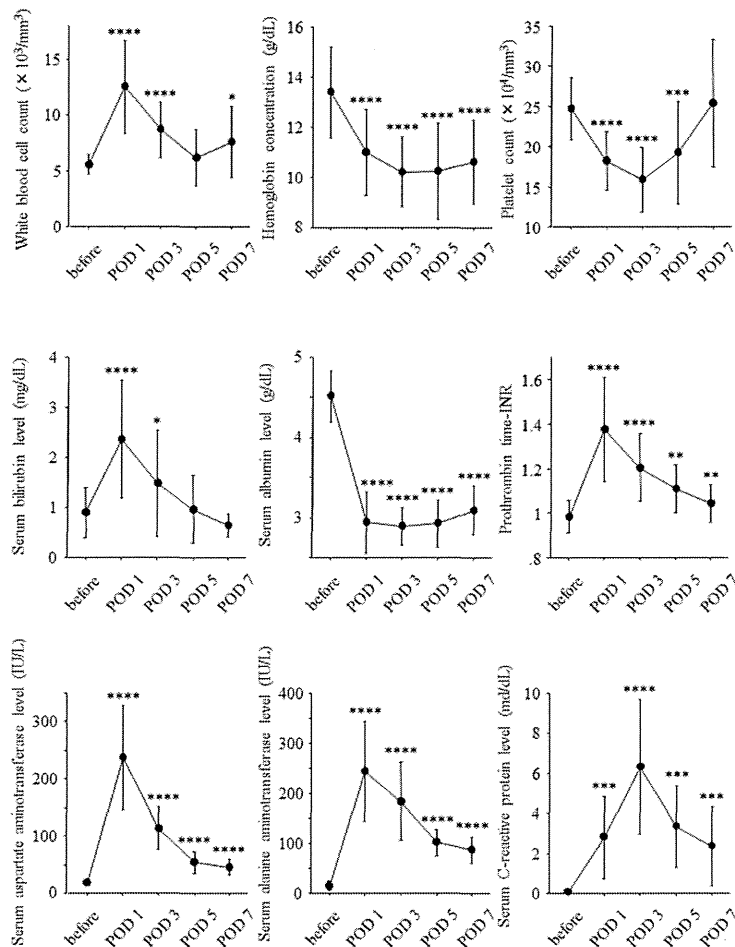 White blood cell count (×10³/mm³)
15
10
5
0
****
****
*
before
POD 1
POD 3
POD 5
POD 7
Hemoglobin concentration (g/dL)
16
14
12
10
8
****
****
****
****
before
POD 1
POD 3
POD 5
POD 7
Platelet count (×10⁴/mm³)
35
30
25
20
15
10
****
****
***
before
POD 1
POD 3
POD 5
POD 7
Serum bilirubin level (mg/dL)
4
3
2
1
0
****
*
before
POD 1
POD 3
POD 5
POD 7
Serum albumin level (g/dL)
5
4
3
****
****
****
****
before
POD 1
POD 3
POD 5
POD 7
Prothrombin time-INR
1.6
1.4
1.2
1
.8
****
****
**
**
before
POD 1
POD 3
POD 5
POD 7
Serum aspartate aminotransferase level (IU/L)
300
200
100
50
0
****
****
****
****
before
POD 1
POD 3
POD 5
POD 7
Serum alanine aminotransferase level (IU/L)
400
300
200
100
0
****
****
****
****
before
POD 1
POD 3
POD 5
POD 7
Serum C-reactive protein level (md/dL)
10
8
6
4
2
0
***
****
***
***
before
POD 1
POD 3
POD 5
POD 7